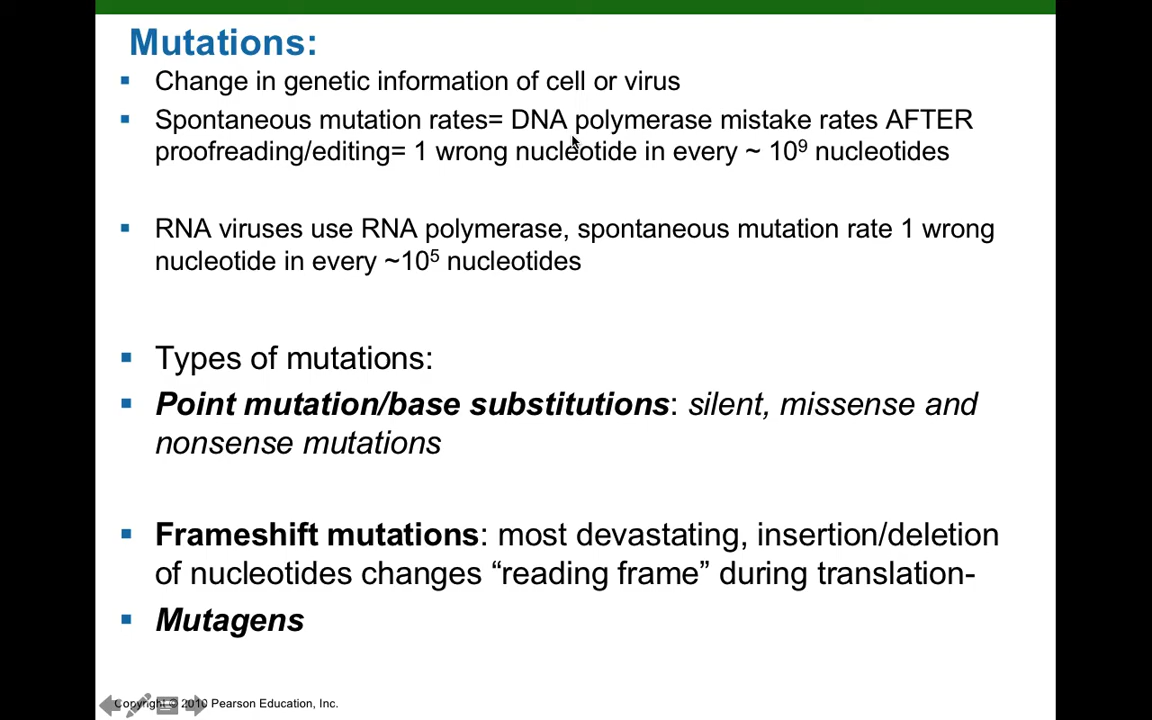 Mutations:
▪ Change in genetic information of cell or virus
▪ Spontaneous mutation rates= DNA polymerase mistake rates AFTER
proofreading/editing= 1 wrong nucleotide in every ~ 10⁹ nucleotides
▪ RNA viruses use RNA polymerase, spontaneous mutation rate 1 wrong
nucleotide in every ~10⁵ nucleotides
▪ Types of mutations:
▪ Point mutation/base substitutions: silent, missense and
nonsense mutations
▪ Frameshift mutations: most devastating, insertion/deletion
of nucleotides changes “reading frame” during translation-
▪ Mutagens
Copyright © 2010 Pearson Education, Inc.